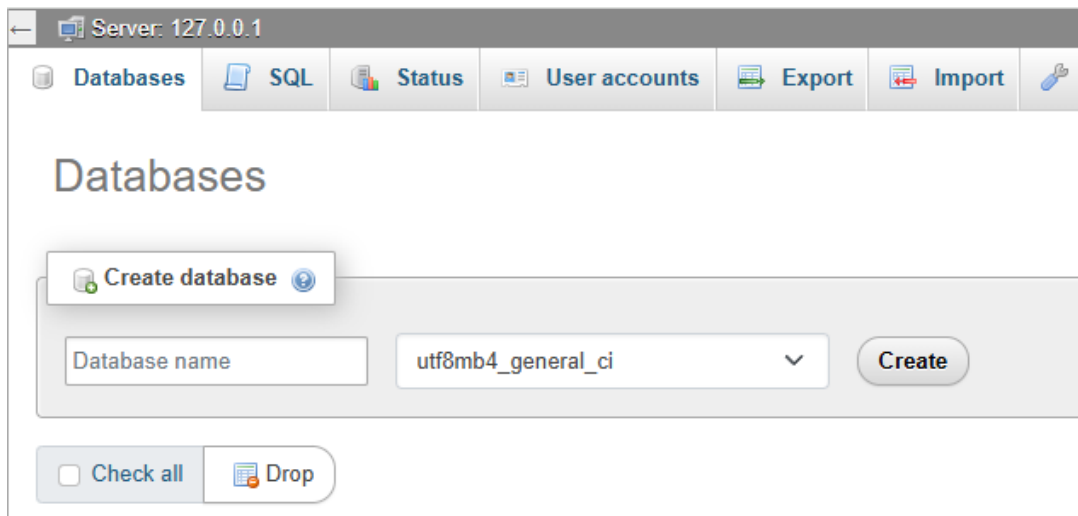 Server: 127.0.0.1
Databases SQL Status User accounts Export Import
Databases
Create database
Database name utf8mb4_general_ci Create
Check all Drop